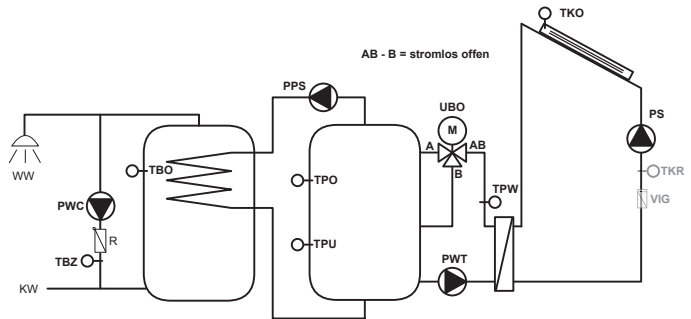 TKO
AB - B = stromlos offen
PPS
UBO
M
A
AB
B
PS
WW
TBO
TPO
TKR
TPW
VIG
PWC
R
TPU
TBZ
PWT
KW